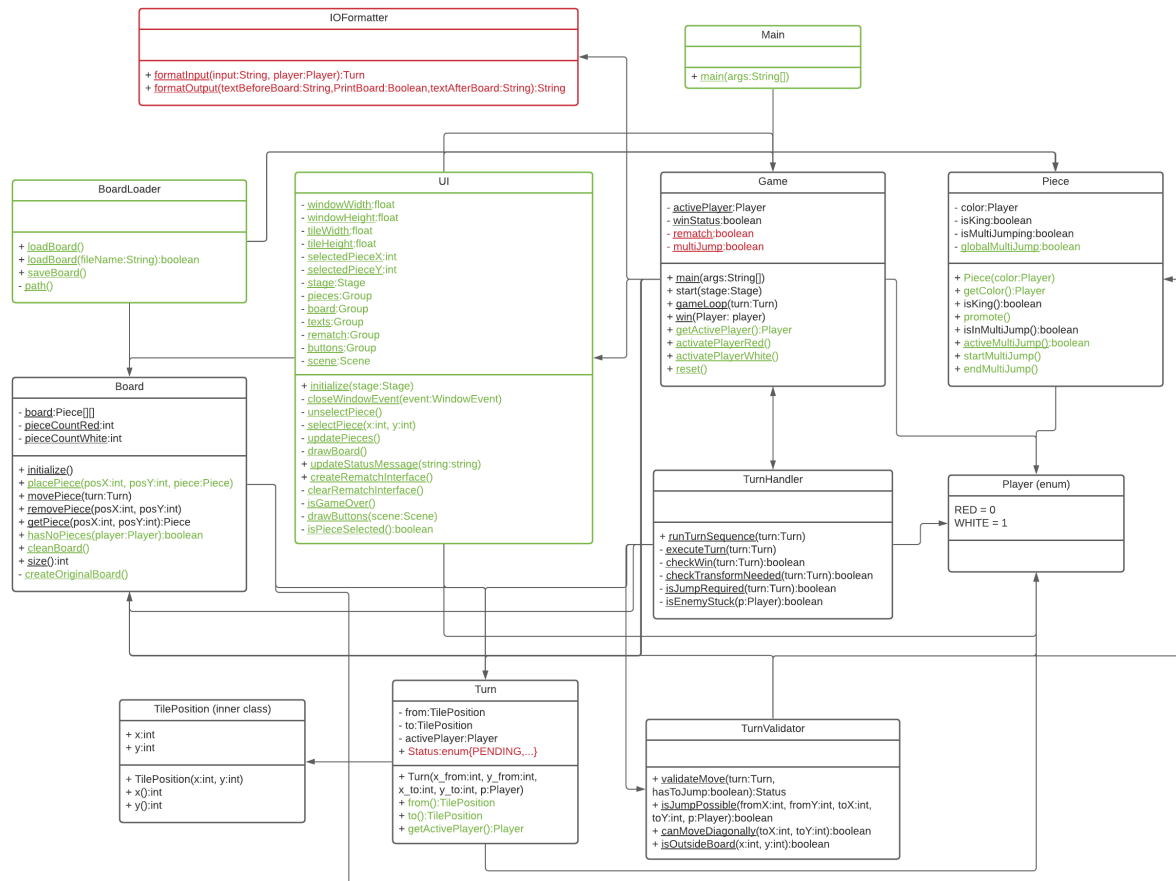 IOFormatter
+ formatInput(input:String, player:Player):Turn
+ formatOutput(textBeforeBoard:String,PrintBoard:Boolean,textAfterBoard:String):String
Main
+ main(args:String[])
BoardLoader
+ loadBoard()
+ loadBoard(fileName:String):boolean
+ saveBoard()
- path()
UI
- windowWidth:float
- windowHeight:float
- tileWidth:float
- tileHeight:float
- selectedPieceX:int
- selectedPieceY:int
- stage:Stage
- pieces:Group
- board:Group
- texts:Group
- rematch:Group
- buttons:Group
- scene:Scene
+ initialize(stage:Stage)
- closeWindowEvent(event:WindowEvent)
- unselectPiece()
- selectPiece(x:int, y:int)
- updatePieces()
- drawBoard()
+ updateStatusMessage(string:string)
+ createRematchInterface()
- clearRematchInterface()
- isGameOver()
- drawButtons(scene:Scene)
- isPieceSelected():boolean
Game
- activePlayer:Player
- winStatus:boolean
- rematch:boolean
- multiJump:boolean
+ main(args:String[])
+ start(stage:Stage)
+ gameLoop(turn:Turn)
+ win(Player: player)
+ getActivePlayer():Player
+ activatePlayerRed()
+ activatePlayerWhite()
+ reset()
Piece
- color:Player
- isKing:boolean
- isMultiJumping:boolean
- globalMultiJump:boolean
+ Piece(color:Player)
+ getColor():Player
+ isKing():boolean
+ promote()
+ isInMultiJump():boolean
+ activeMultiJump():boolean
+ startMultiJump()
+ endMultiJump()
Board
- board:Piece[][]
- pieceCountRed:int
- pieceCountWhite:int
+ initialize()
+ placePiece(posX:int, posY:int, piece:Piece)
+ movePiece(turn:Turn)
+ removePiece(posX:int, posY:int)
+ getPiece(posX:int, posY:int):Piece
+ hasNoPieces(player:Player):boolean
+ cleanBoard()
+ size():int
- createOriginalBoard()
TurnHandler
+ runTurnSequence(turn:Turn)
- executeTurn(turn:Turn)
- checkWin(turn:Turn):boolean
- checkTransformNeeded(turn:Turn):boolean
- isJumpRequired(turn:Turn):boolean
- isEnemyStuck(p:Player):boolean
Player (enum)
RED = 0
WHITE = 1
TilePosition (inner class)
+ x:int
+ y:int
+ TilePosition(x:int, y:int)
+ x():int
+ y():int
Turn
- from:TilePosition
- to:TilePosition
- activePlayer:Player
+ Status:enum{PENDING,...}
+ Turn(x_from:int, y_from:int,
x_to:int, y_to:int, p:Player)
+ from():TilePosition
+ to():TilePosition
+ getActivePlayer():Player
TurnValidator
+ validateMove(turn:Turn,
hasToJump:boolean):Status
+ isJumpPossible(fromX:int, fromY:int, toX:int,
toY:int, p:Player):boolean
+ canMoveDiagonally(toX:int, toY:int):boolean
+ isOutsideBoard(x:int, y:int):boolean